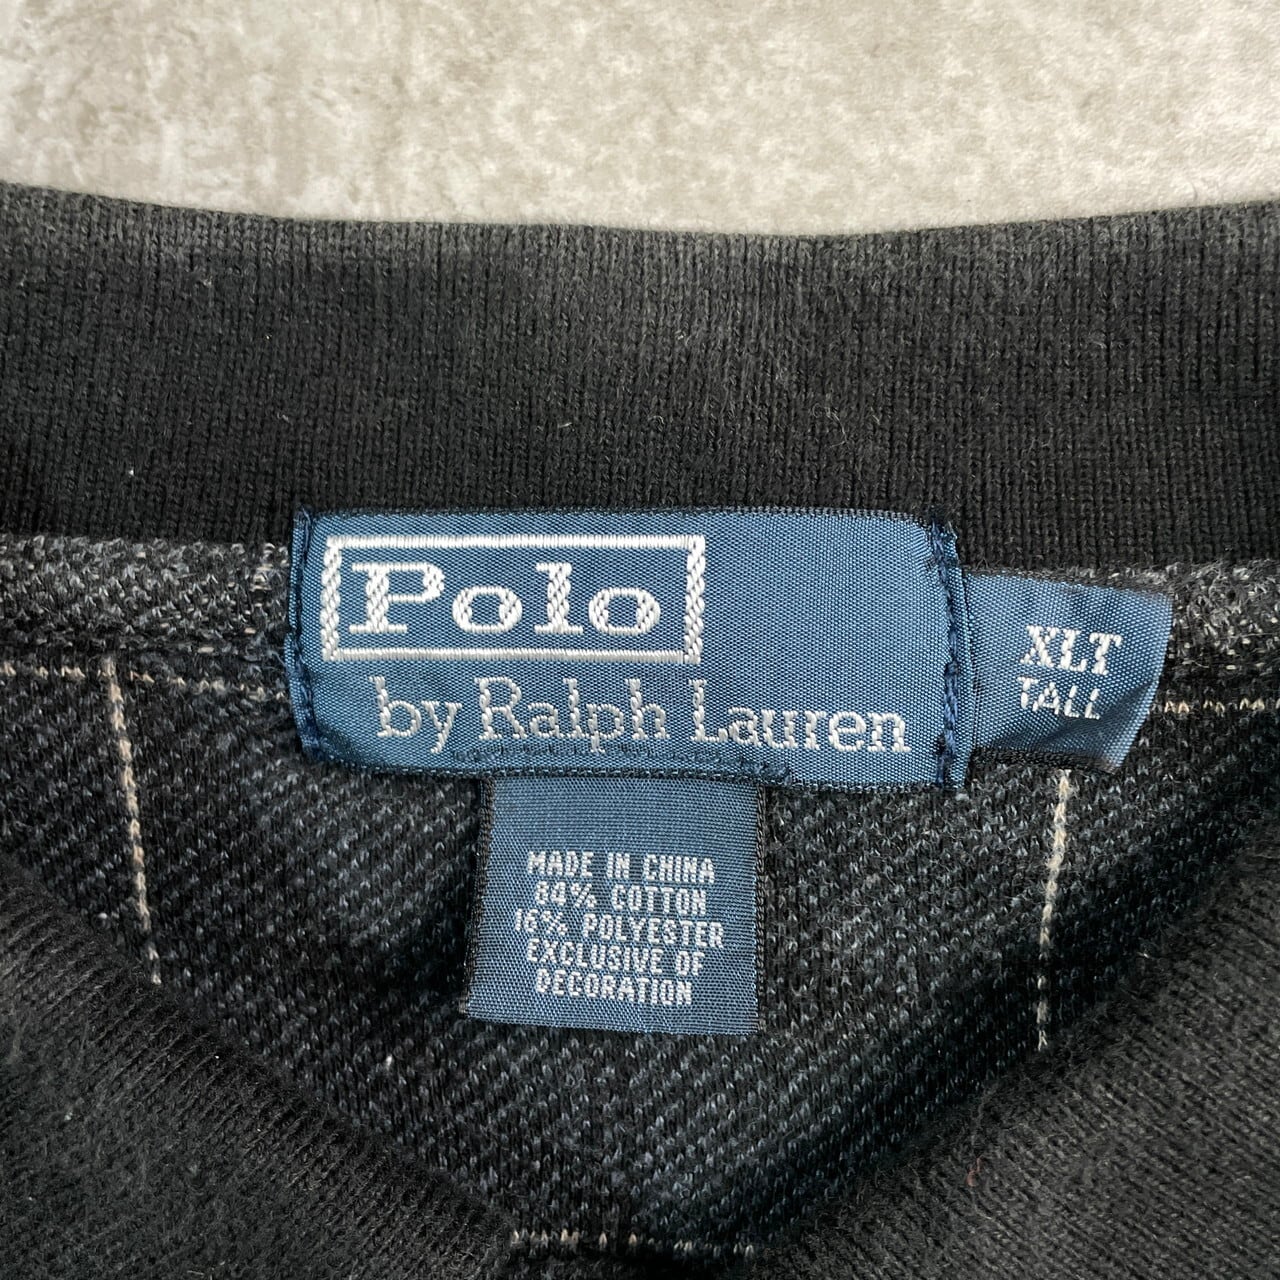 Polo
by Ralph Lauren
XLT
TALL
MADE IN CHINA
84% COTTON
16% POLYESTER
EXCLUSIVE OF
DECORATION